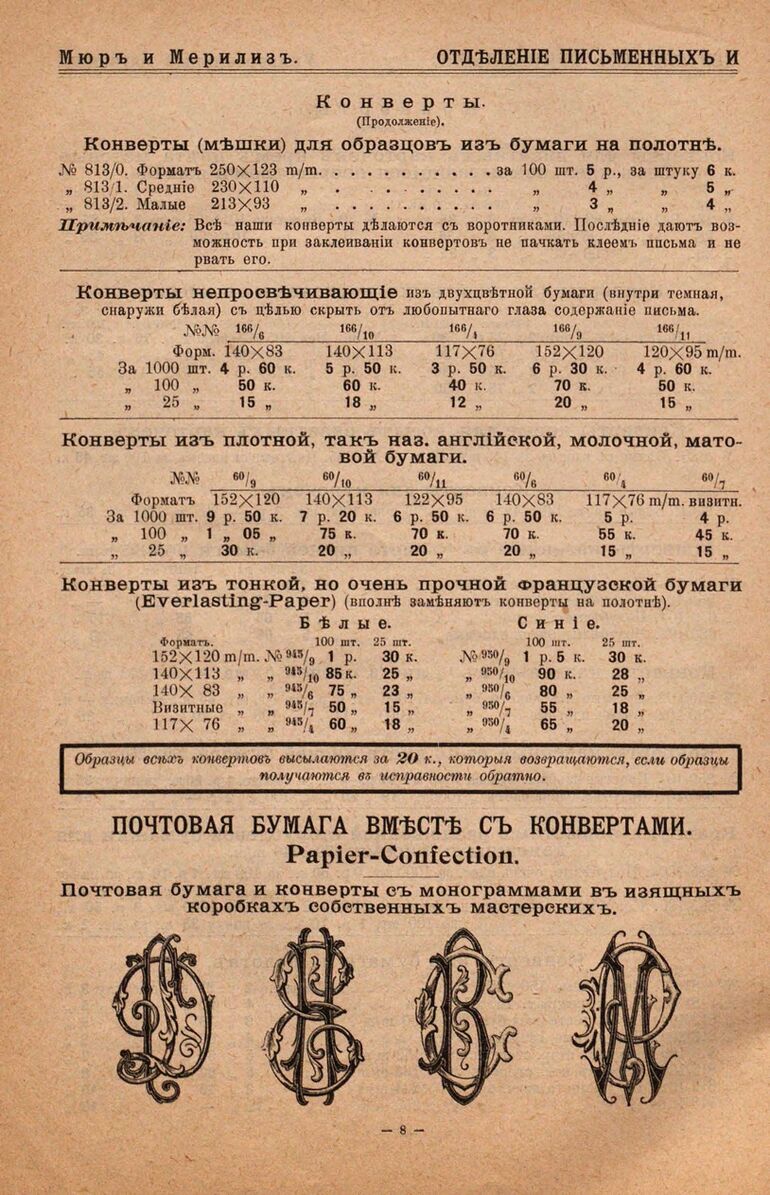 Мюръ и Мерилизъ. ОТДѢЛЕНІЕ ПИСЬМЕННЫХЪ И
Конверты.
(Продолженіе).
Конверты (мѣшки) для образцовъ изъ бумаги на полотнѣ.
№ 813/0. Форматъ 250×123 m/m. . . . . . . . . . . за 100 шт. 5 р., за штуку 6 к.
„ 813/1. Средніе 230×110 „ . . . . . . . . . „ 4 „ „ 5 „
„ 813/2. Малые 213×93 „ . . . . . . . . . . „ 3 „ „ 4 „
Примѣчаніе: Всѣ наши конверты дѣлаются съ воротниками. Послѣдніе даютъ воз-
можность при заклеиваніи конвертовъ не пачкать клеемъ письма и не
рвать его.
Конверты непросвѣчивающіе изъ двухцвѣтной бумаги (внутри темная,
снаружи бѣлая) съ цѣлью скрыть отъ любопытнаго глаза содержаніе письма.
№№ 166/6 166/10 166/4 166/9 166/11
Форм. 140×83 140×113 117×76 152×120 120×95 m/m.
За 1000 шт. 4 р. 60 к. 5 р. 50 к. 3 р. 50 к. 6 р. 30 к. 4 р. 60 к.
„ 100 „ 50 к. 60 к. 40 к. 70 к. 50 к.
„ 25 „ 15 „ 18 „ 12 „ 20 „ 15 „
Конверты изъ плотной, такъ наз. англійской, молочной, мато-
вой бумаги.
№№ 60/9 60/10 60/11 60/6 60/4 60/7
Форматъ 152×120 140×113 122×95 140×83 117×76 m/m. визитн.
За 1000 шт. 9 р. 50 к. 7 р. 20 к. 6 р. 50 к. 6 р. 50 к. 5 р. 4 р.
„ 100 „ 1 „ 05 „ 75 к. 70 к. 70 к. 55 к. 45 к.
„ 25 „ 30 к. 20 „ 20 „ 20 „ 15 „ 15 „
Конверты изъ тонкой, но очень прочной Французской бумаги
(Everlasting-Paper) (вполнѣ замѣняютъ конверты на полотнѣ).
Бѣлые. Синіе.
Форматъ. 100 шт. 25 шт. 100 шт. 25 шт.
152×120 m/m. № 945/9 1 р. 30 к. № 950/9 1 р. 5 к. 30 к.
140×113 „ „ 945/10 85 к. 25 „ „ 950/10 90 к. 28 „
140× 83 „ „ 945/6 75 „ 23 „ „ 950/6 80 „ 25 „
Визитные „ „ 945/7 50 „ 15 „ „ 950/7 55 „ 18 „
117× 76 „ „ 945/4 60 „ 18 „ „ 950/4 65 „ 20 „
Образцы всѣхъ конвертовъ высылаются за 20 к., которыя возвращаются, если образцы
получаются въ исправности обратно.
ПОЧТОВАЯ БУМАГА ВМѢСТѢ СЪ КОНВЕРТАМИ.
Papier-Confection.
Почтовая бумага и конверты съ монограммами въ изящныхъ
коробкахъ собственныхъ мастерскихъ.
— 8 —